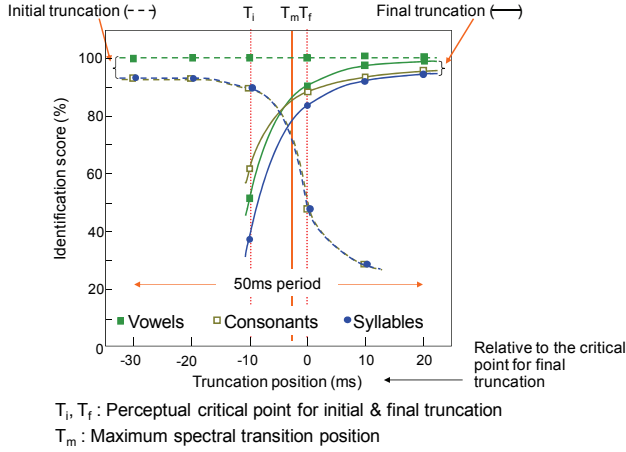 Initial truncation (---)
Ti
TmTf
Final truncation (—)
Identification score (%)
100
80
60
40
20
0
50ms period
Vowels
Consonants
Syllables
-30 -20 -10 0 10 20
Truncation position (ms)
Relative to the critical
point for final
truncation
Ti, Tf : Perceptual critical point for initial & final truncation
Tm : Maximum spectral transition position